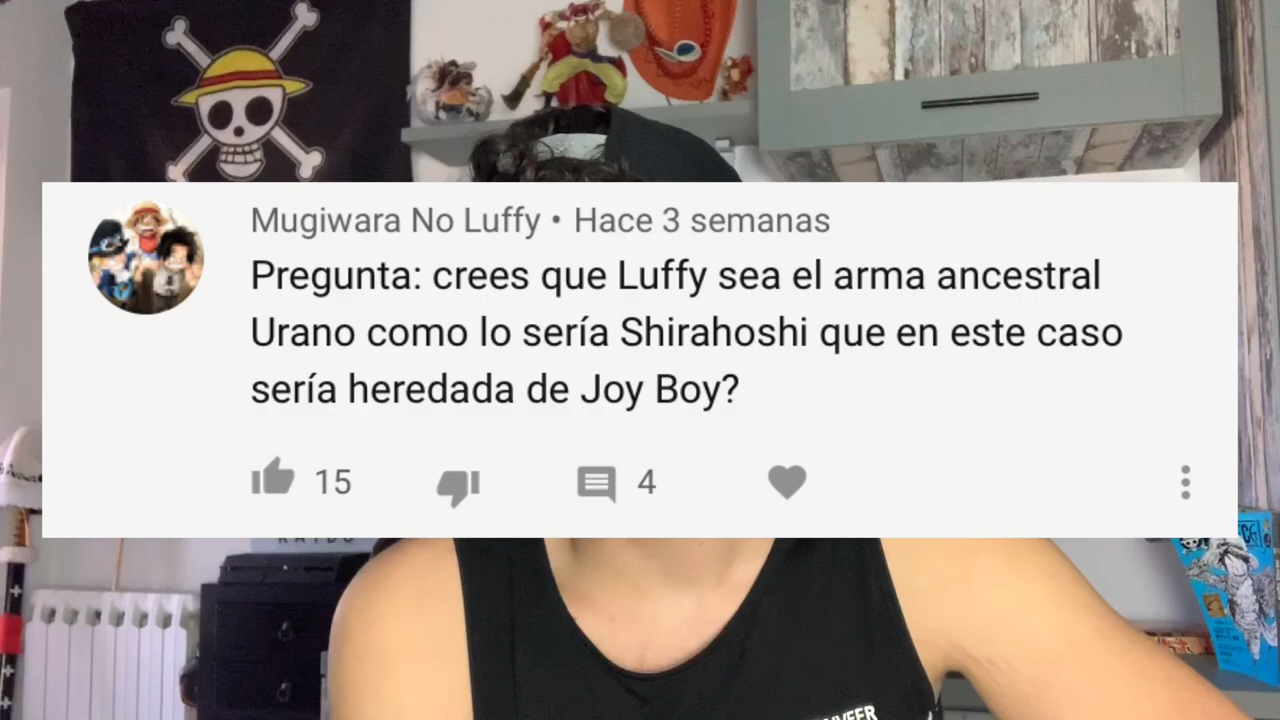 Mugiwara No Luffy • Hace 3 semanas
Pregunta: crees que Luffy sea el arma ancestral
Urano como lo sería Shirahoshi que en este caso
sería heredada de Joy Boy?
15
4